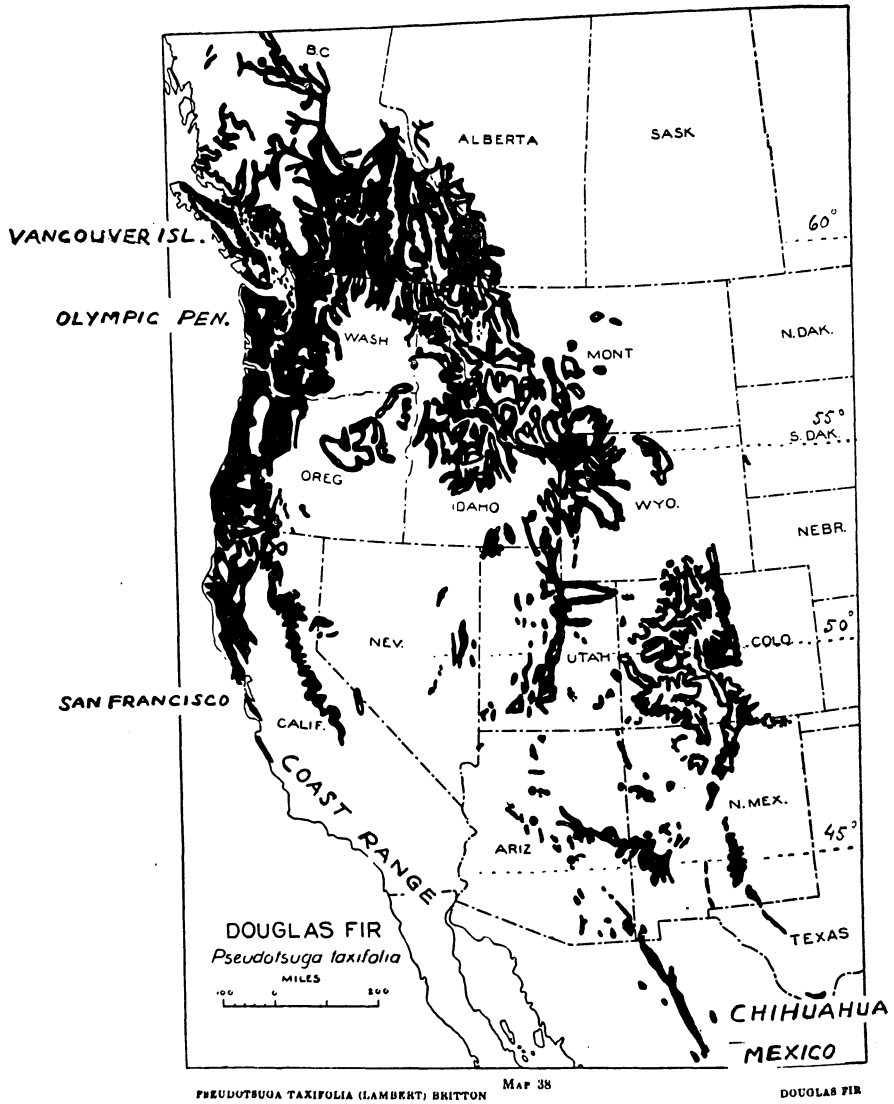 B.C
ALBERTA
SASK
60°
VANCOUVER ISL.
OLYMPIC PEN.
WASH
MONT
N.DAK.
55°
S.DAK.
OREG
IDAHO
WYO.
NEBR.
50°
NEV.
UTAH
COLO
SAN FRANCISCO
CALIF.
COAST RANGE
N.MEX.
45°
ARIZ
DOUGLAS FIR
Pseudotsuga taxifolia
MILES
100 0 200
TEXAS
CHIHUAHUA
MEXICO
MAP 38
PSEUDOTSUGA TAXIFOLIA (LAMBERT) BRITTON
DOUGLAS FIR